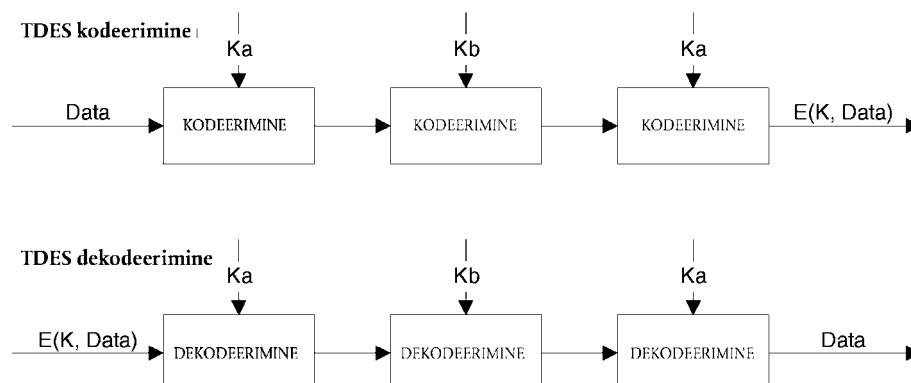 TDES kodeerimine
Ka Kb Ka
Data KODEERIMINE KODEERIMINE KODEERIMINE E(K, Data)
TDES dekodeerimine
Ka Kb Ka
E(K, Data) DEKODEERIMINE DEKODEERIMINE DEKODEERIMINE Data